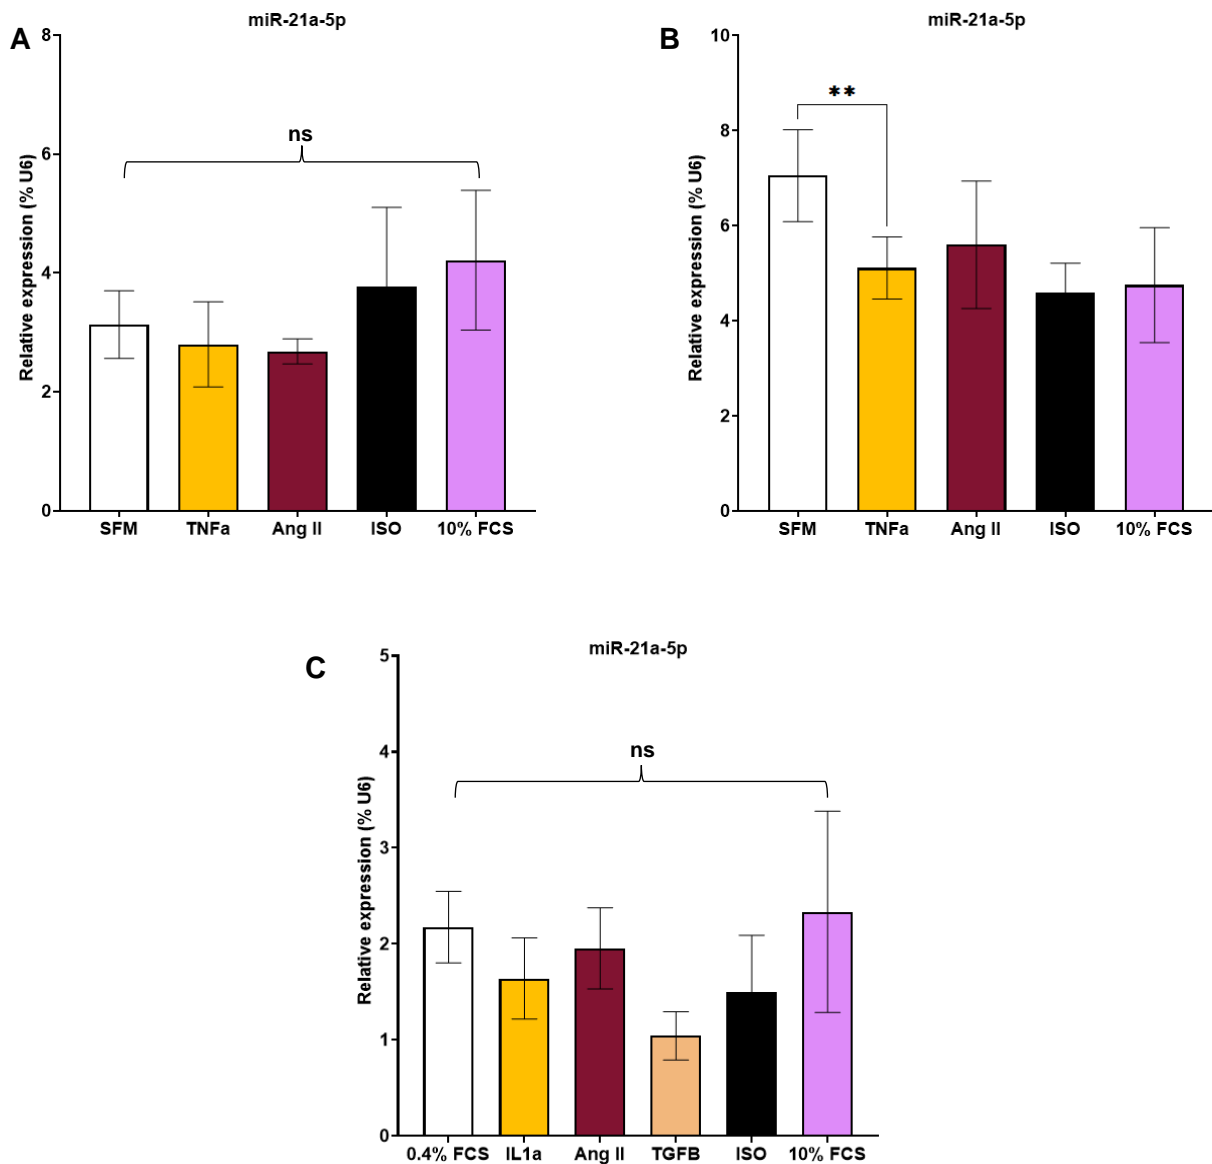 A
miR-21a-5p
8
6
4
2
0
Relative expression (% U6)
ns
SFM TNFa Ang II ISO 10% FCS
B
miR-21a-5p
10
8
6
4
2
0
Relative expression (% U6)
**
SFM TNFa Ang II ISO 10% FCS
C
miR-21a-5p
5
4
3
2
1
0
Relative expression (% U6)
ns
0.4% FCS IL1a Ang II TGFB ISO 10% FCS